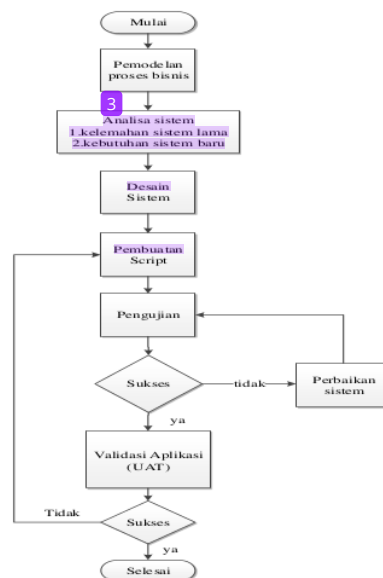 Mulai
Pemodelan
proses bisnis
3
Analisa sistem
1.kelemahan sistem lama
2.kebutuhan sistem baru
Desain
Sistem
Pembuatan
Script
Pengujian
Sukses
tidak
Perbaikan
sistem
ya
Validasi Aplikasi
(UAT)
Tidak
Sukses
ya
Selesai